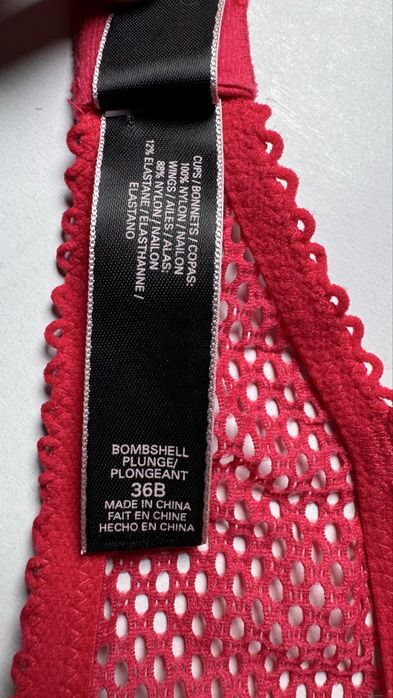 CUPS / BONNETS / COPAS:
100% NYLON / NAILON
WINGS / AILES / ALAS:
88% NYLON / NAILON
12% ELASTANE / ELASTHANNE /
ELASTANO
BOMBSHELL
PLUNGE/
PLONGEANT
36B
MADE IN CHINA
FAIT EN CHINE
HECHO EN CHINA